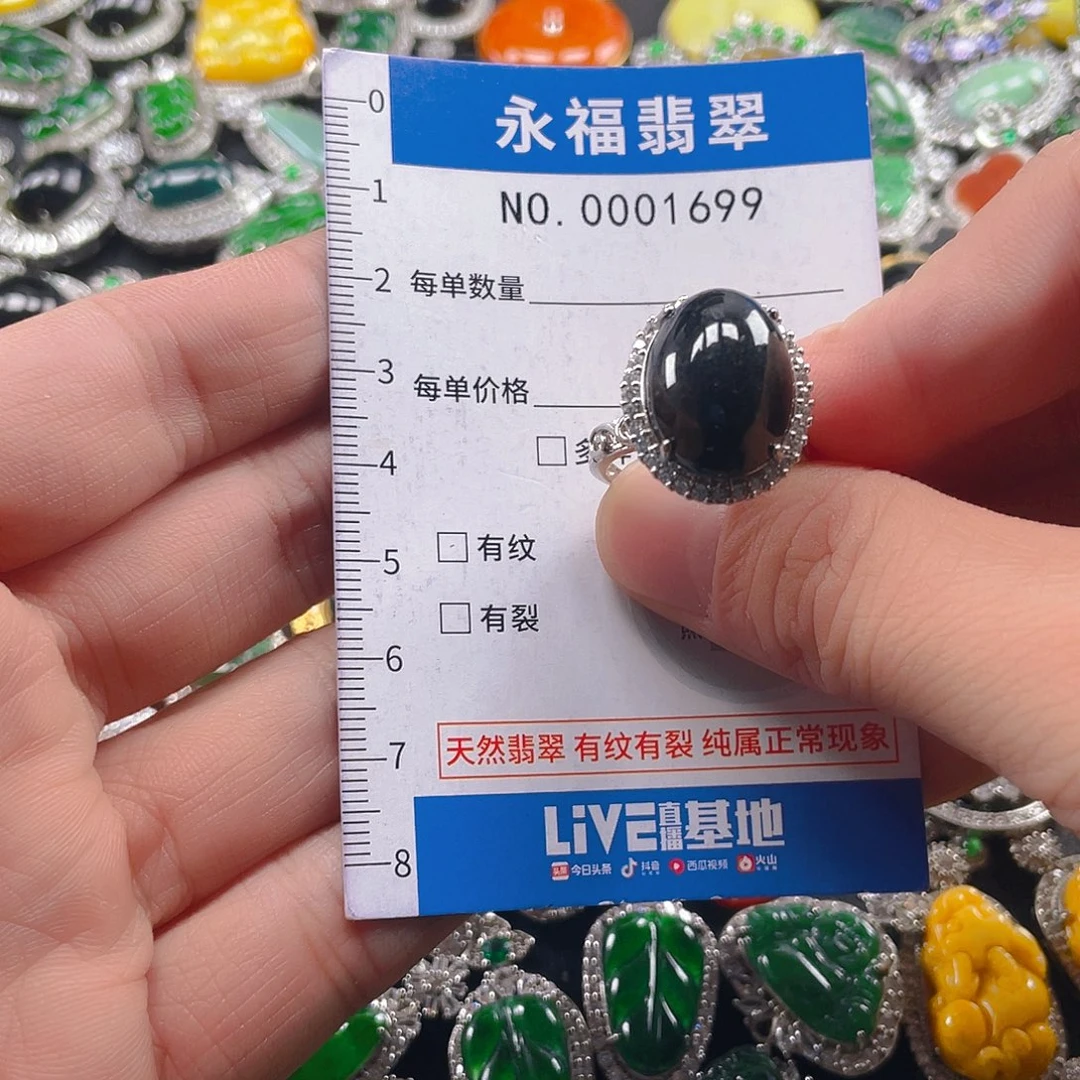 永福翡翠
NO. 0001699
0
1
2
3
4
5
6
7
8
每单数量
每单价格
有纹
有裂
天然翡翠 有纹有裂 纯属正常现象
LiVE直播基地
头条 今日头条 抖音 西瓜视频 火山